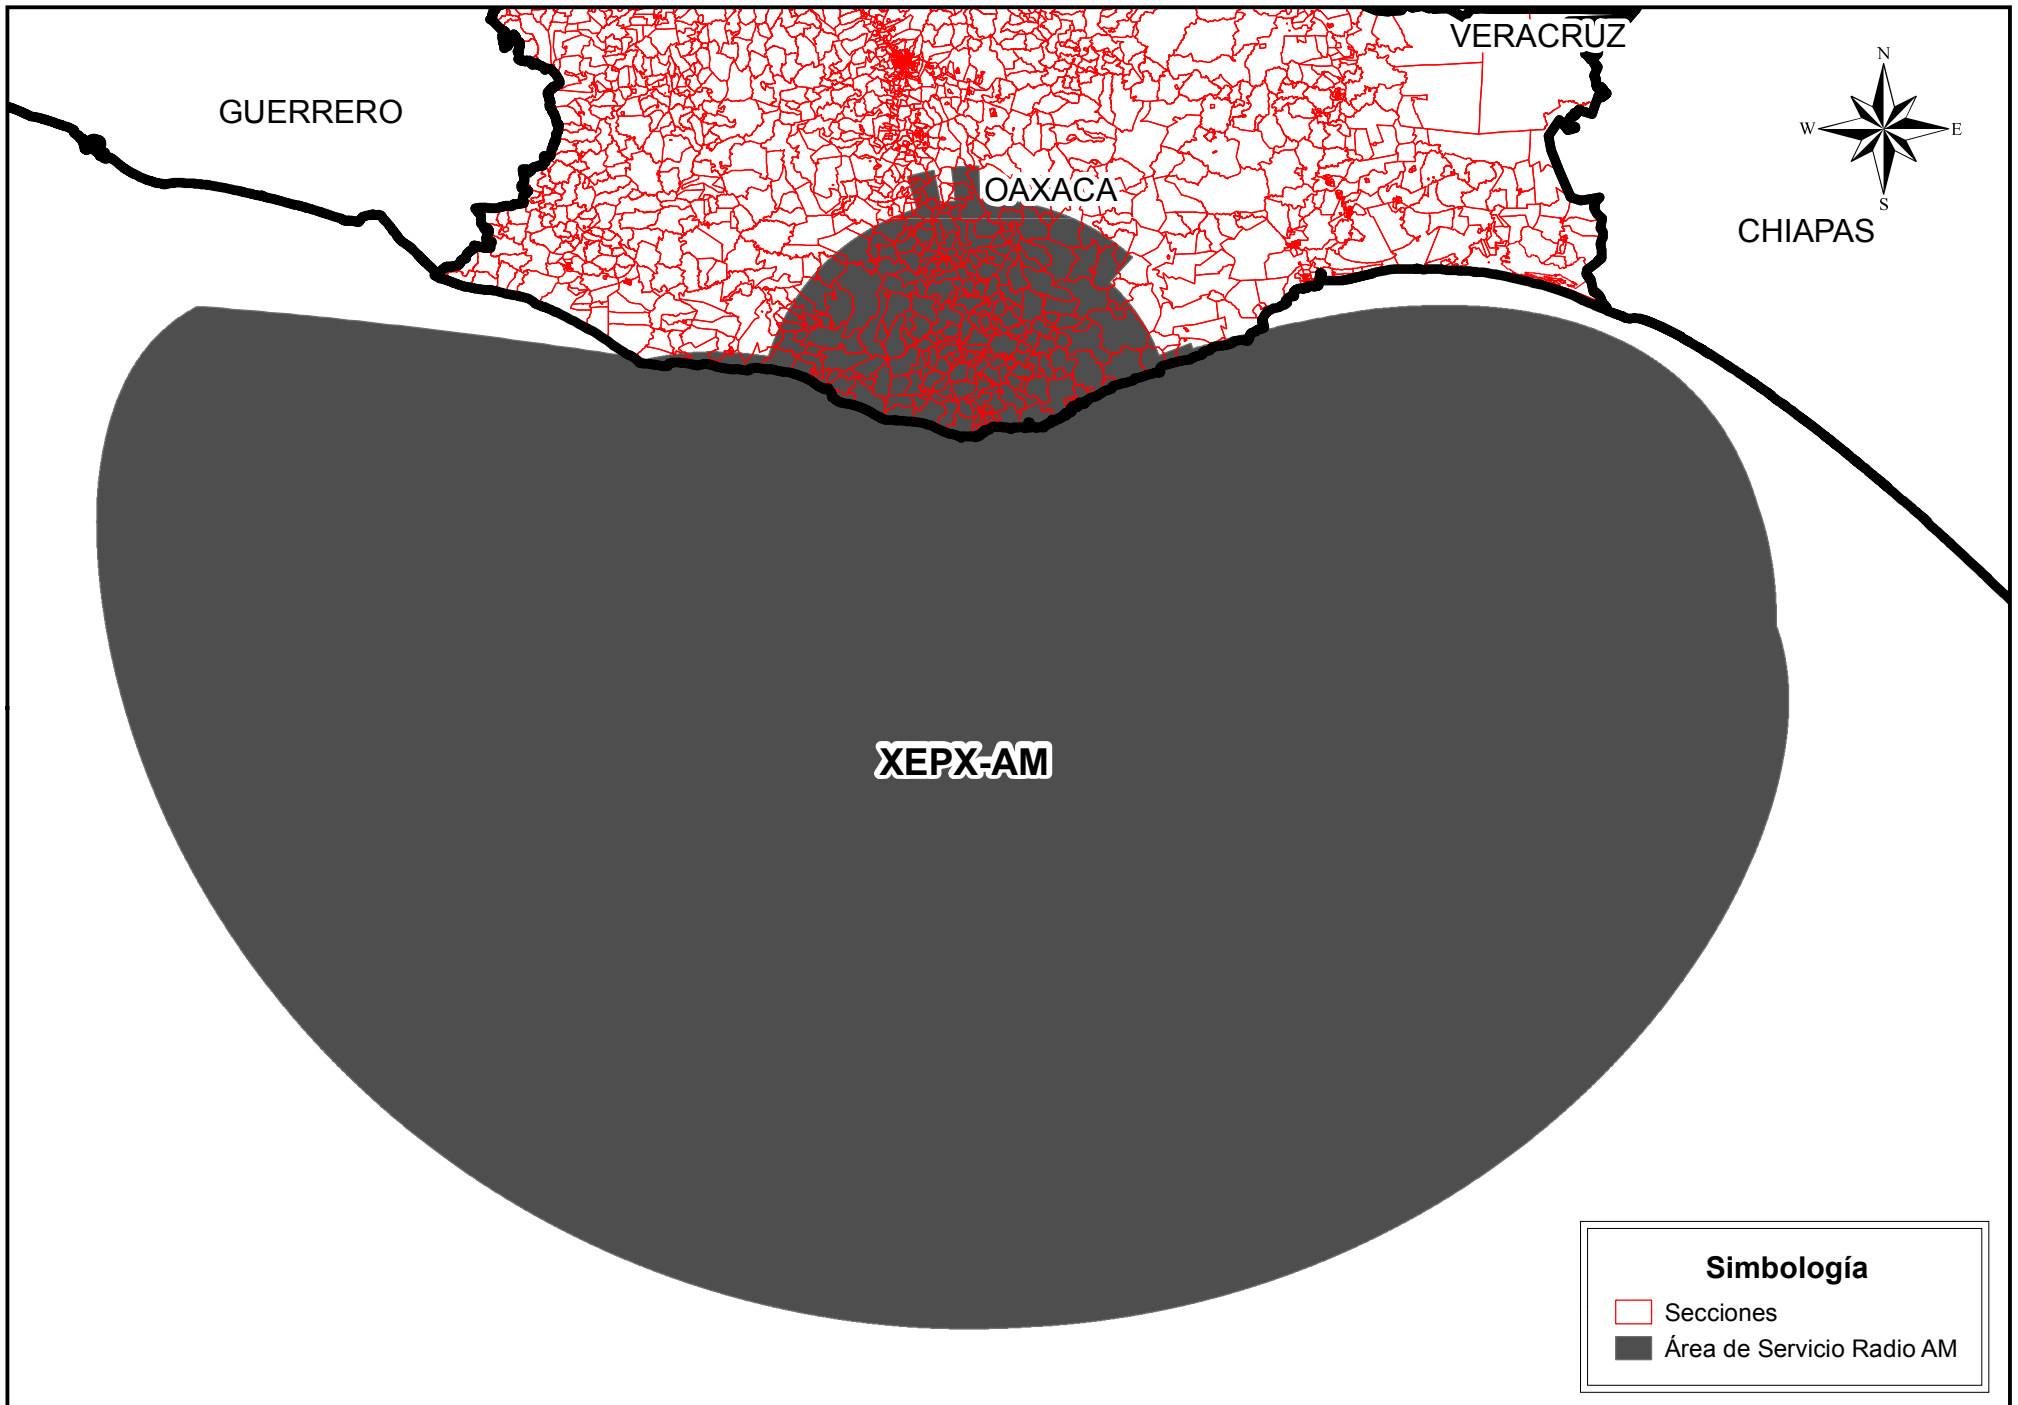 VERACRUZ
GUERRERO
N
W
E
S
OAXACA
CHIAPAS
XEPX-AM
Simbología
Secciones
Área de Servicio Radio AM